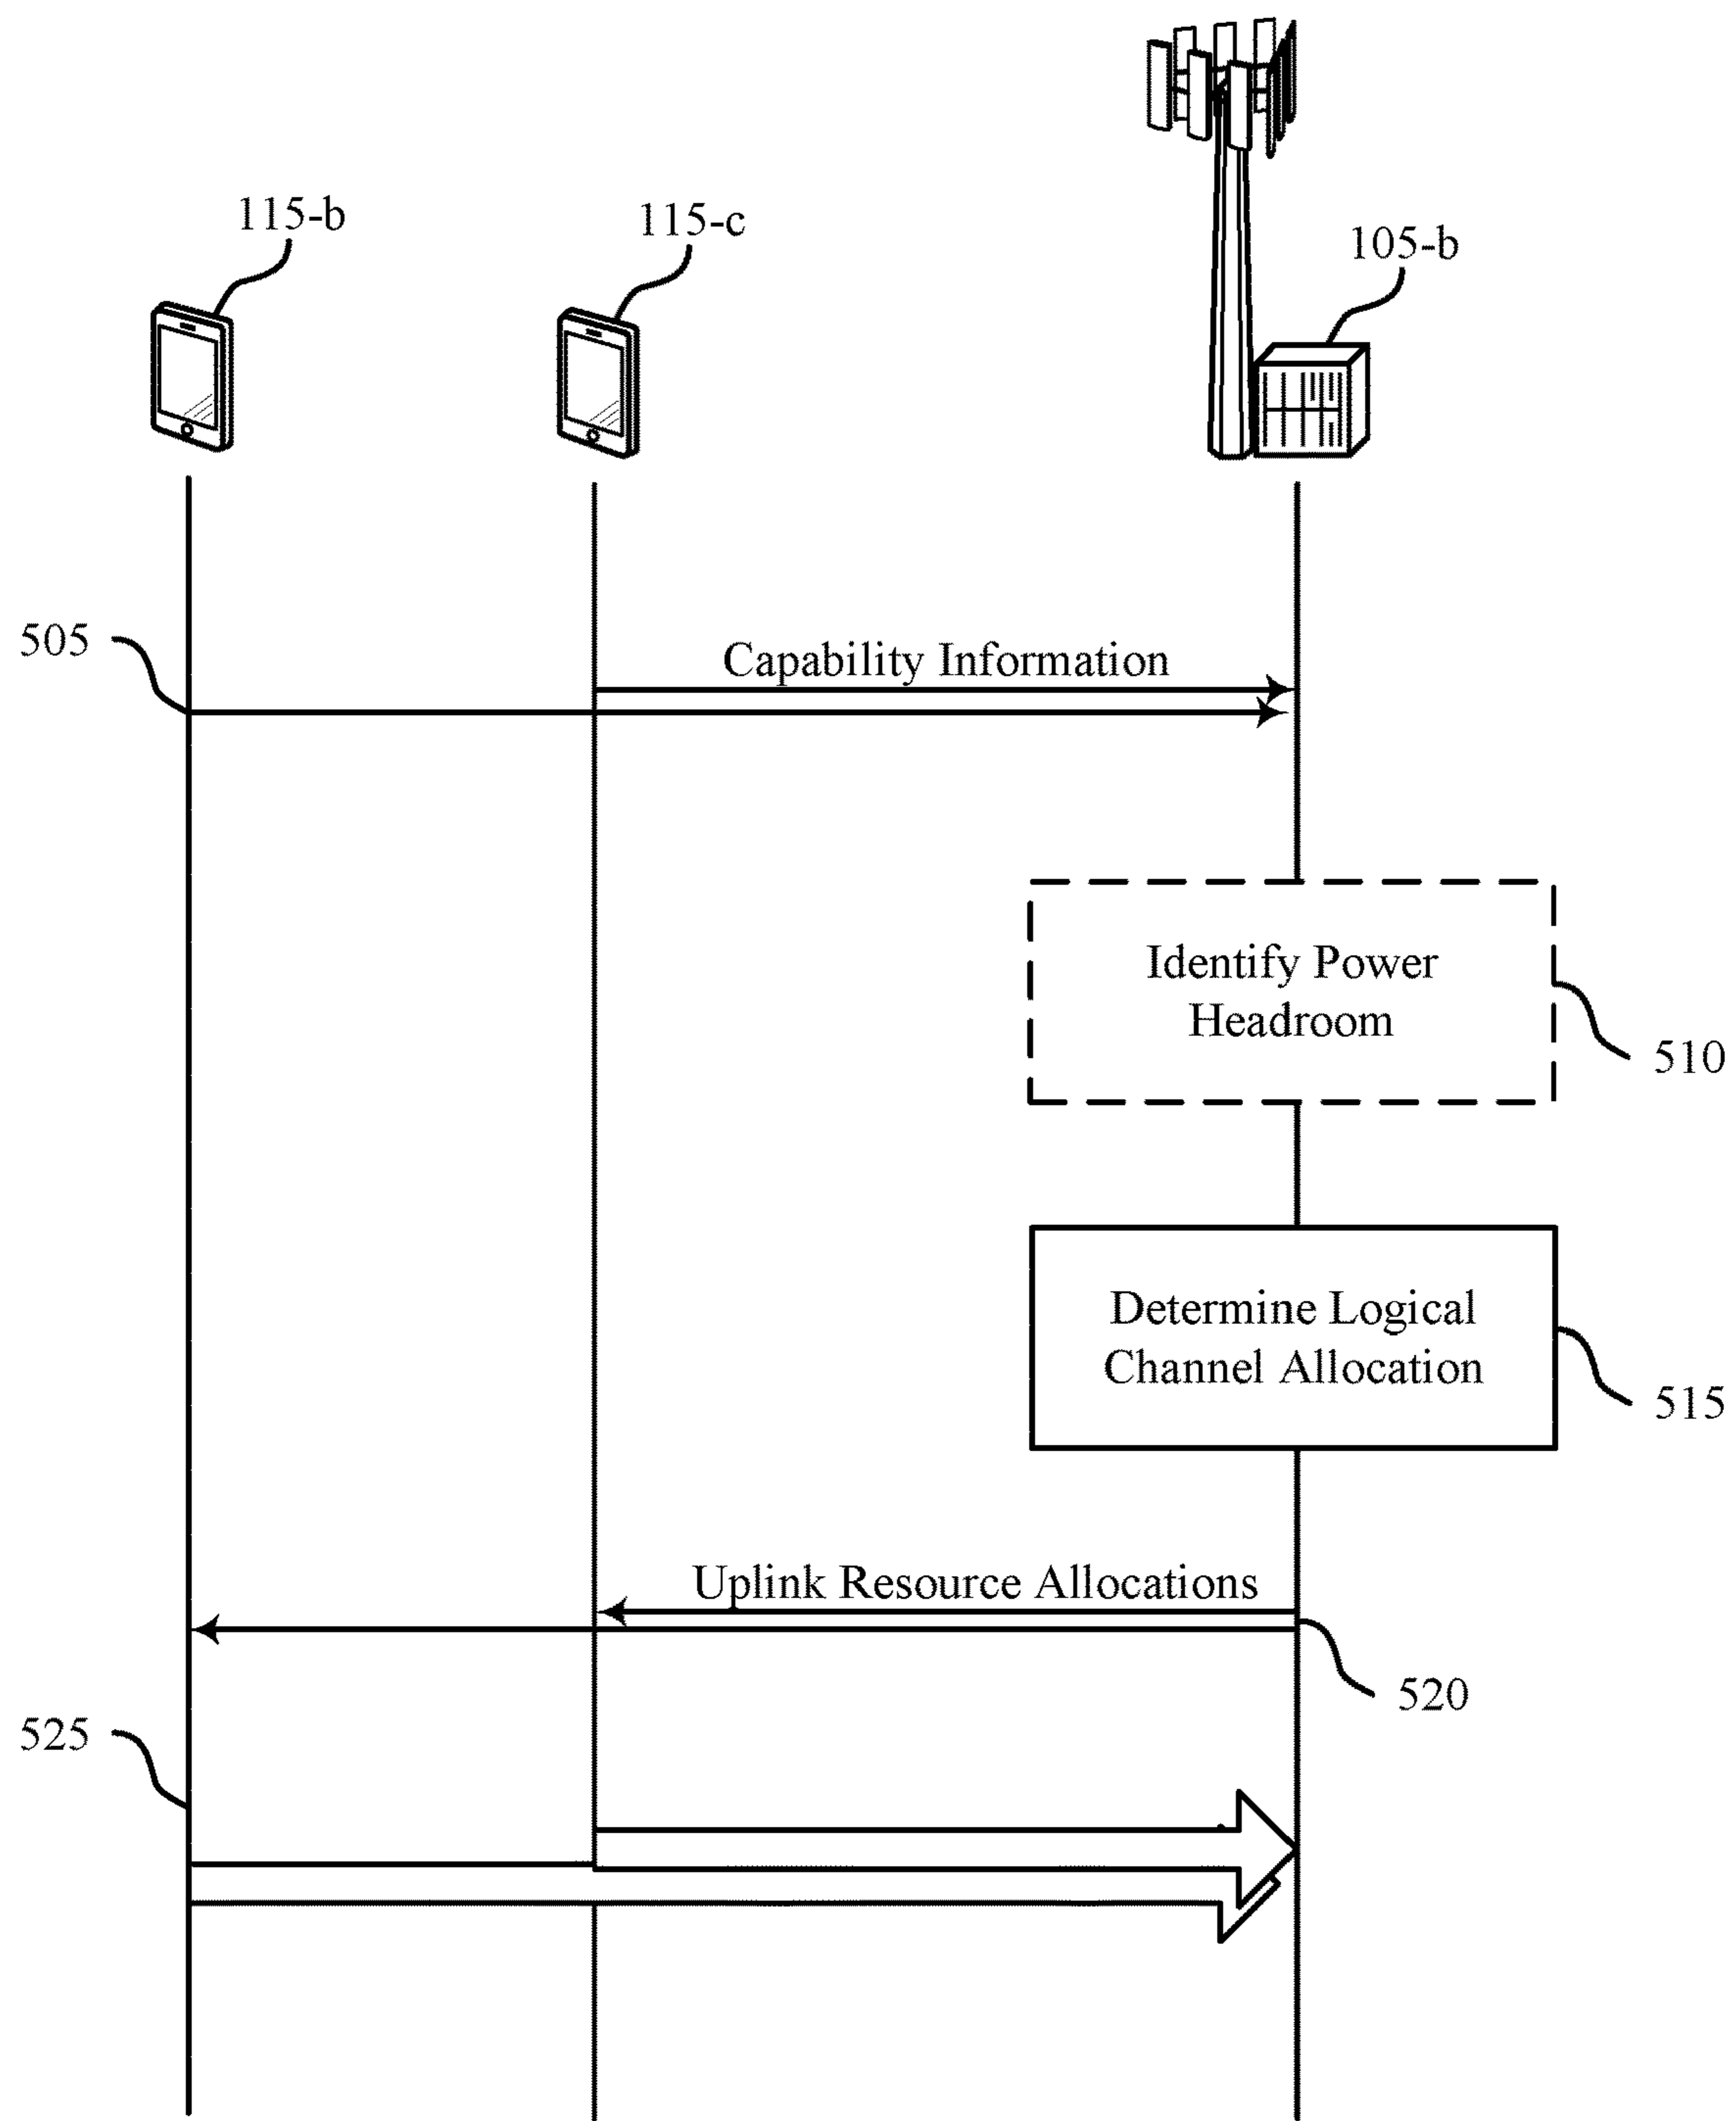 115-b
115-c
105-b
505
Capability Information
Identify Power
Headroom
510
Determine Logical
Channel Allocation
515
Uplink Resource Allocations
520
525